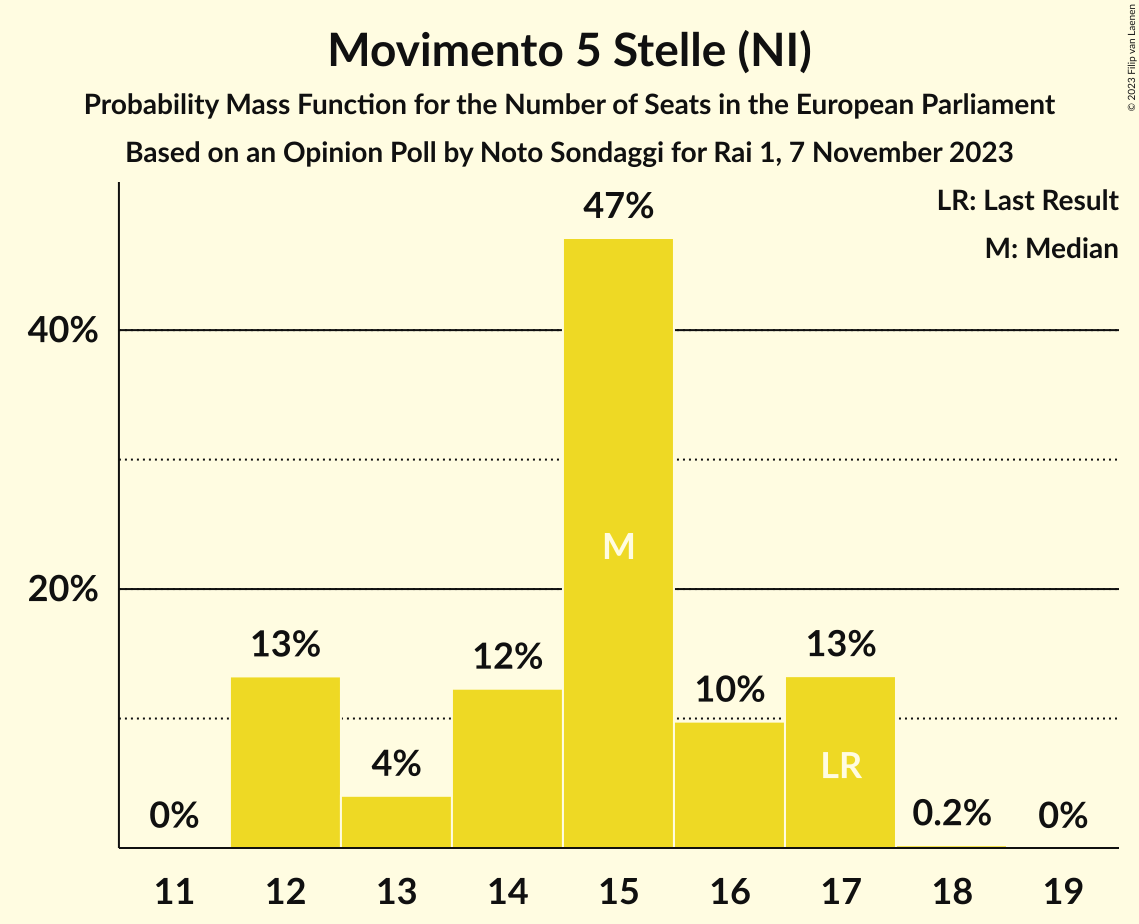 Movimento 5 Stelle (NI)
Probability Mass Function for the Number of Seats in the European Parliament
Based on an Opinion Poll by Noto Sondaggi for Rai 1, 7 November 2023
© 2023 Filip van Laenen
LR: Last Result
M: Median
47%
40%
M
20%
13%
12%
10%
13%
4%
LR
0%
0.2%
0%
11 12 13 14 15 16 17 18 19